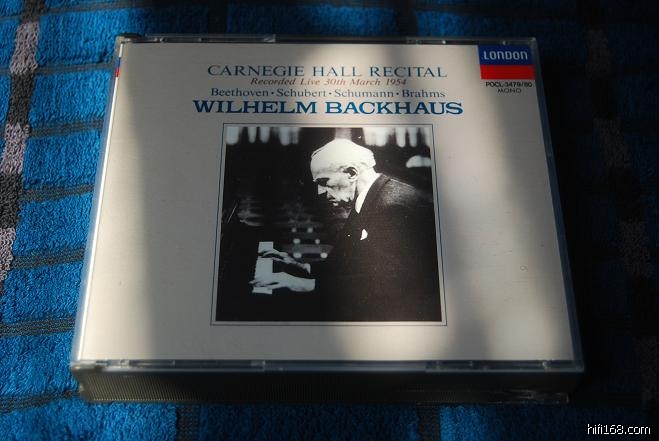 CARNEGIE HALL RECITAL
Recorded Live 30th March 1954
Beethoven • Schubert • Schumann • Brahms
WILHELM BACKHAUS
LONDON
POCL-3479/80
MONO
hifi168.com